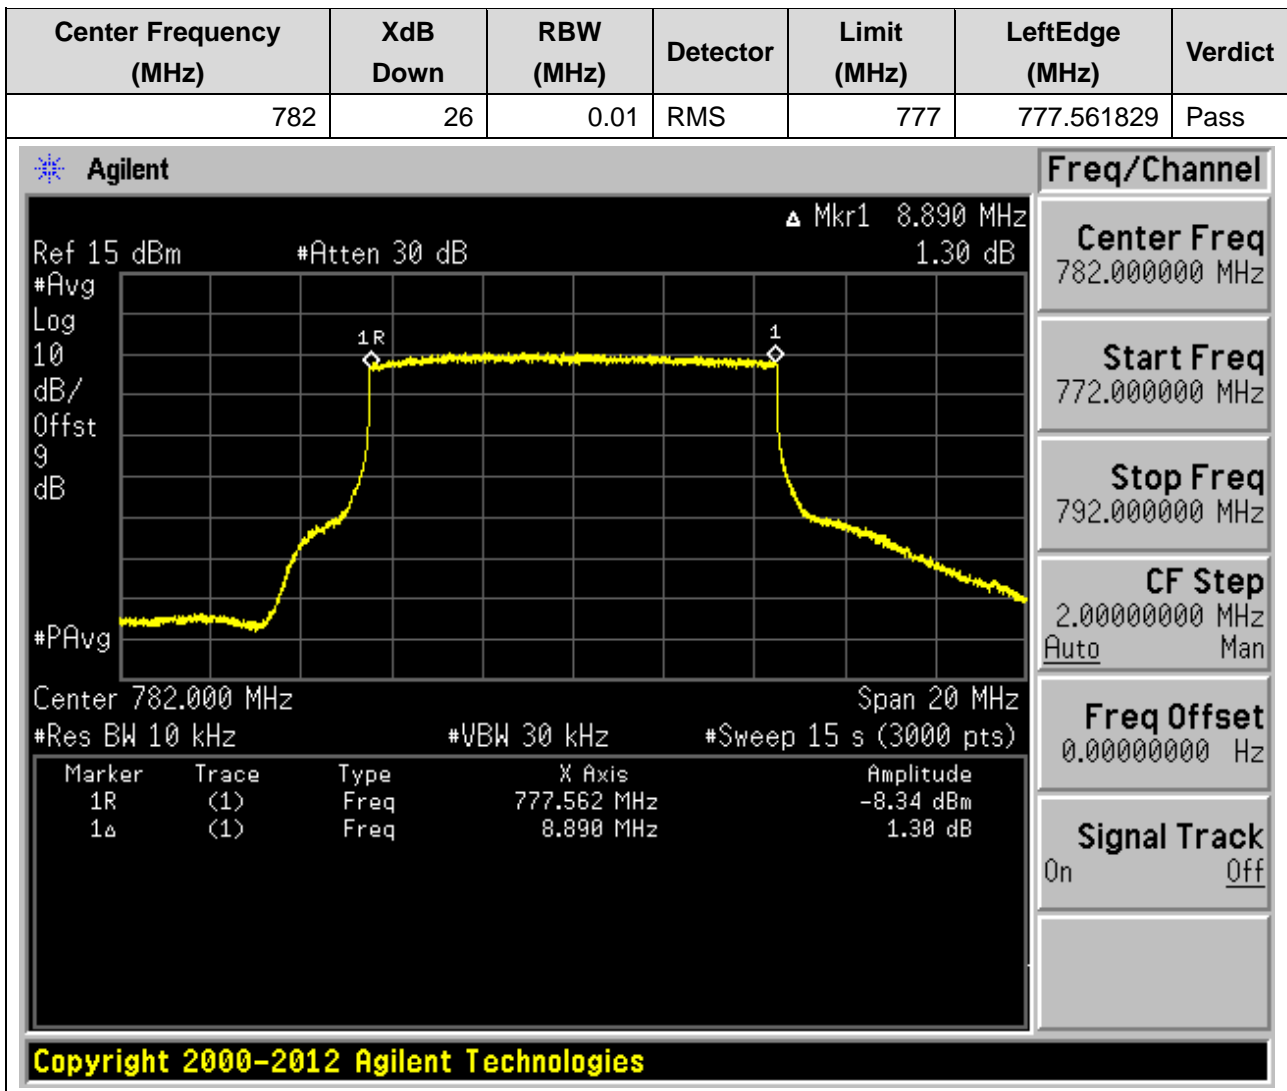 Center Frequency (MHz) XdB Down RBW (MHz) Detector Limit (MHz) LeftEdge (MHz) Verdict
782 26 0.01 RMS 777 777.561829 Pass
Agilent
Freq/Channel
Δ Mkr1 8.890 MHz
Ref 15 dBm #Atten 30 dB 1.30 dB
#Avg
Log
10
dB/
Offst
9
dB
#PAvg
1R
1
Center 782.000 MHz Span 20 MHz
#Res BW 10 kHz #VBW 30 kHz #Sweep 15 s (3000 pts)
Marker Trace Type X Axis Amplitude
1R (1) Freq 777.562 MHz -8.34 dBm
1Δ (1) Freq 8.890 MHz 1.30 dB
Center Freq
782.000000 MHz
Start Freq
772.000000 MHz
Stop Freq
792.000000 MHz
CF Step
2.00000000 MHz
Auto Man
Freq Offset
0.00000000 Hz
Signal Track
On Off
Copyright 2000-2012 Agilent Technologies